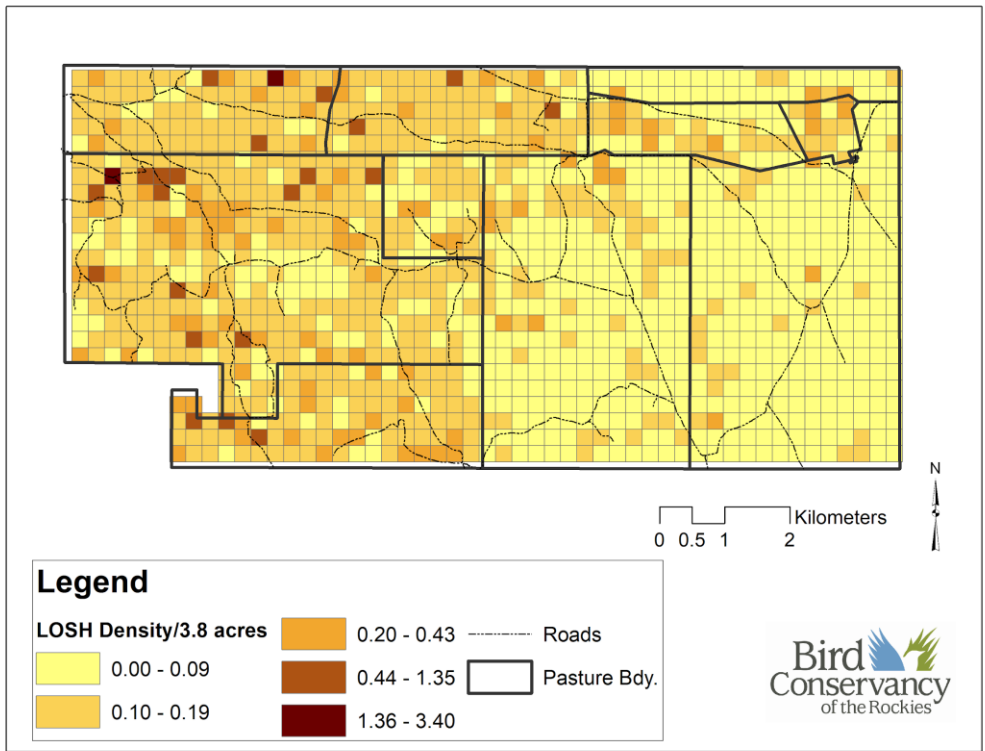 N
Kilometers
0 0.5 1 2
Legend
LOSH Density/3.8 acres
0.00 - 0.09
0.10 - 0.19
0.20 - 0.43
0.44 - 1.35
1.36 - 3.40
Roads
Pasture Bdy.
Bird
Conservancy
of the Rockies